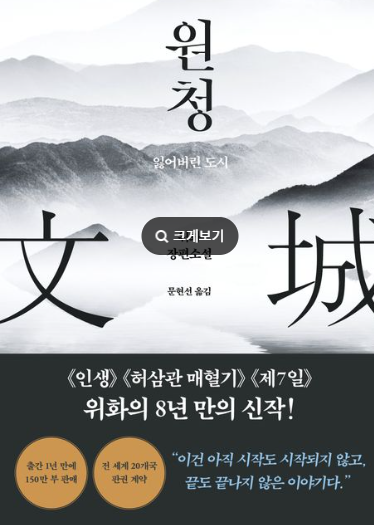 원청
잃어버린 도시
文城
크게보기
장편소설
문현선 옮김
《인생》《허삼관 매혈기》《제7일》
위화의 8년 만의 신작!
출간 1년 만에
150만 부 판매
전 세계 20개국
판권 계약
“이건 아직 시작도 시작되지 않고,
끝도 끝나지 않은 이야기다.”